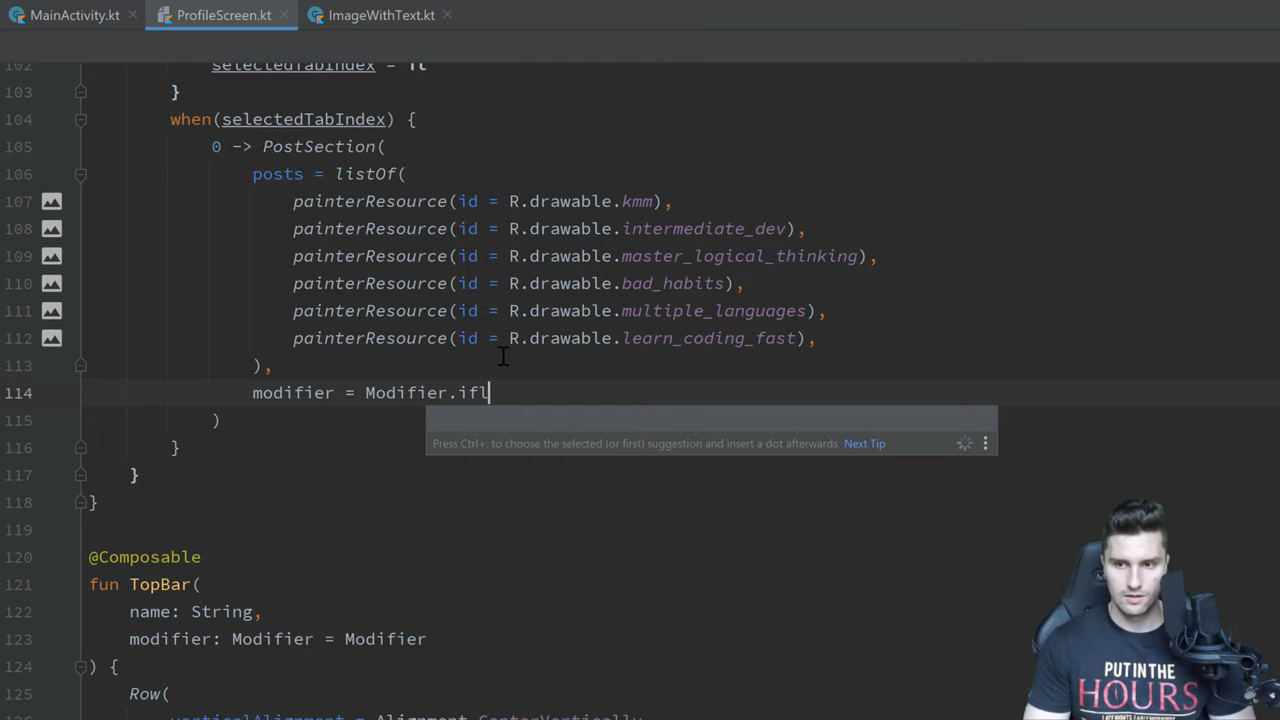 MainActivity.kt
ProfileScreen.kt
ImageWithText.kt
102 selectedTabIndex = it
103 }
104 when(selectedTabIndex) {
105 0 -> PostSection(
106 posts = listOf(
107 painterResource(id = R.drawable.kmm),
108 painterResource(id = R.drawable.intermediate_dev),
109 painterResource(id = R.drawable.master_logical_thinking),
110 painterResource(id = R.drawable.bad_habits),
111 painterResource(id = R.drawable.multiple_languages),
112 painterResource(id = R.drawable.learn_coding_fast),
113 ),
114 modifier = Modifier.ifl
Press Ctrl+. to choose the selected (or first) suggestion and insert a dot afterwards Next Tip
115 )
116 }
117 }
118 }
119
120 @Composable
121 fun TopBar(
122 name: String,
123 modifier: Modifier = Modifier
124 ) {
125 Row(
verticalAlignment = Alignment.CenterVertically
PUT IN THE
HOURS